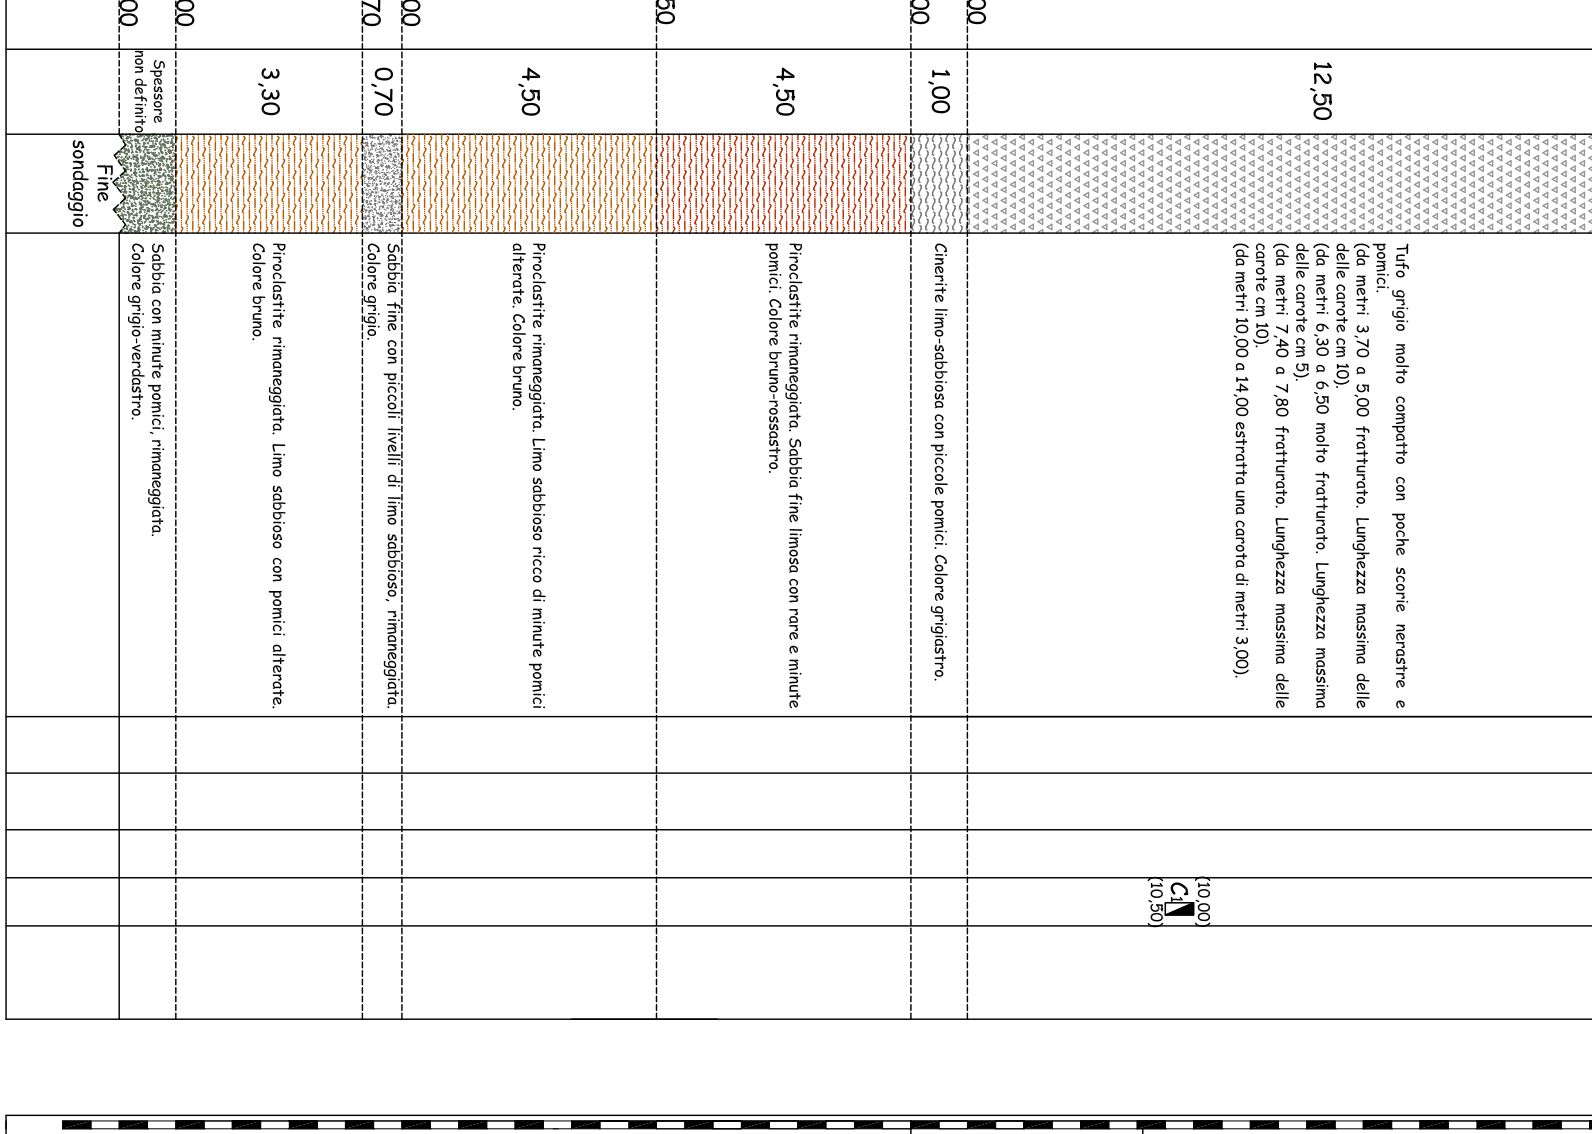 12,50
Tufo grigio molto compatto con poche scorie nerastre e
pomici.
(da metri 3,70 a 5,00 fratturato. Lunghezza massima delle
delle carote cm 10).
(da metri 6,30 a 6,50 molto fratturato. Lunghezza massima
delle carote cm 5).
(da metri 7,40 a 7,80 fratturato. Lunghezza massima delle
carote cm 10).
(da metri 10,00 a 14,00 estratta una carota di metri 3,00).
(10,00)
C1
(10,50)
00
1,00
Cinerite limo-sabbiosa con piccole pomici. Colore grigiastro.
00
4,50
Piroclastite rimaneggiata. Sabbia fine limosa con rare e minute
pomici. Colore bruno-rossastro.
50
4,50
Piroclastite rimaneggiata. Limo sabbioso ricco di minute pomici
alterate. Colore bruno.
00
0,70
Sabbia fine con piccoli livelli di limo sabbioso, rimaneggiata.
Colore grigio.
70
3,30
Piroclastite rimaneggiata. Limo sabbioso con pomici alterate.
Colore bruno.
00
Spessore
non definito
Sabbia con minute pomici, rimaneggiata.
Colore grigio-verdastro.
00
Fine
sondaggio